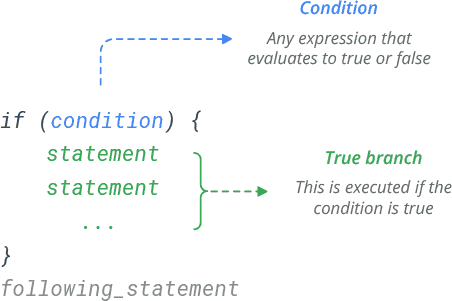 Condition
Any expression that
evaluates to true or false
if (condition) {
statement
statement
...
True branch
This is executed if the
condition is true
}
following_statement